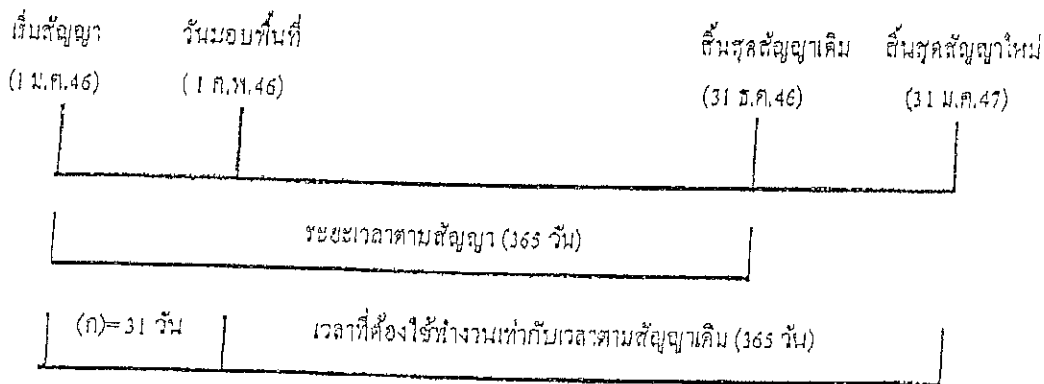 เริ่มสัญญา วันมอบพื้นที่ สิ้นสุดสัญญาเดิม สิ้นสุดสัญญาใหม่
(1 ม.ค.46) (1 ก.พ.46) (31 ธ.ค.46) (31 ม.ค.47)
ระยะเวลาตามสัญญา (365 วัน)
(ก)=31 วัน เวลาที่ต้องใช้ทำงานเท่ากับเวลาตามสัญญาเดิม (365 วัน)